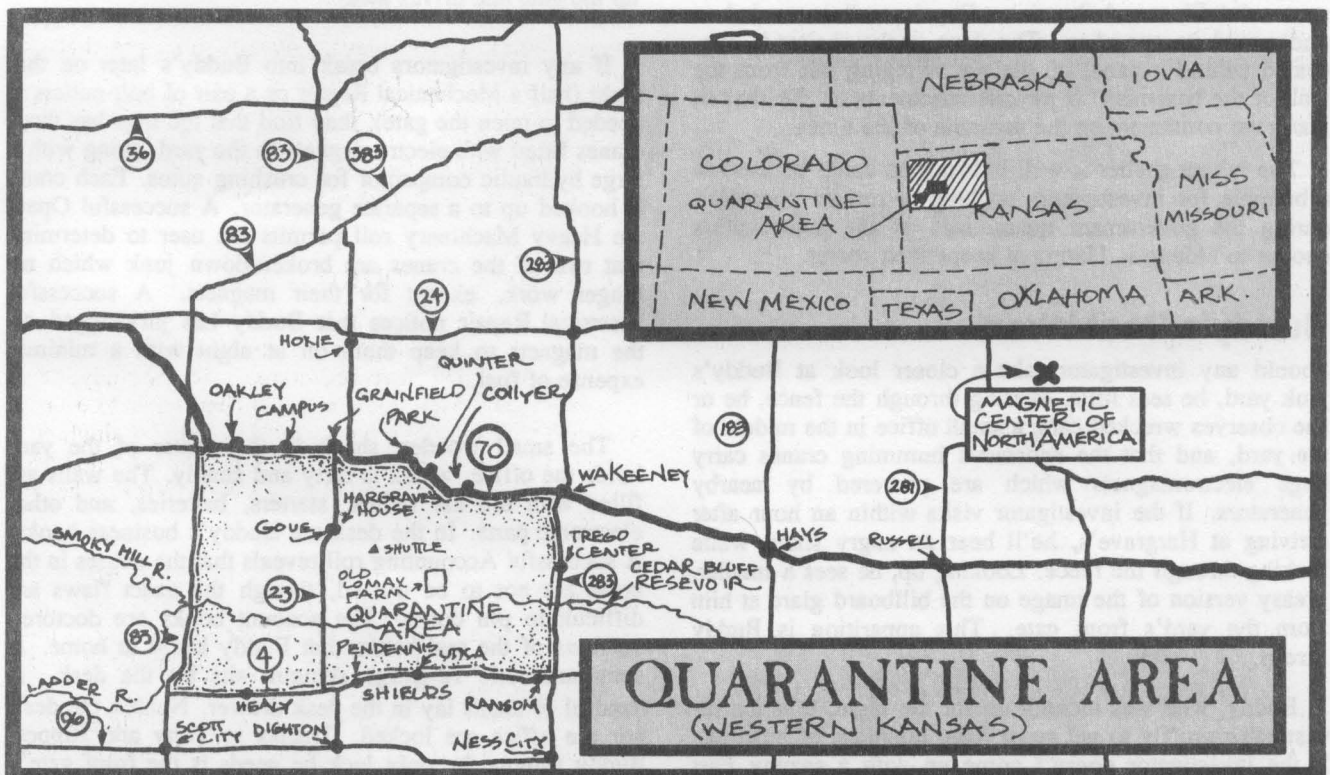 NEBRASKA
IOWA
COLORADO
QUARANTINE
AREA
KANSAS
MISS
MISSOURI
NEW MEXICO
TEXAS
OKLAHOMA
ARK.
36
83
383
83
283
24
HOXIE
QUINTER
OAKLEY
CAMPUS
GRAINFIELD
PARK
COLLYER
70
WAKEENEY
183
MAGNETIC
CENTER OF
NORTH AMERICA
281
RUSSELL
HAYS
HARGRAVE'S
HOUSE
GOVE
SHUTTLE
SMOKY HILL R.
OLD
LOMAX
FARM
TREGO
CENTER
283
CEDAR BLUFF
RESEVOIR
23
QUARANTINE
AREA
83
4
PENDENNIS
UTICA
LADDER R.
96
HEALY
SHIELDS
RANSOM
SCOTT
CITY
DIGHTON
NESS CITY
QUARANTINE AREA
(WESTERN KANSAS)